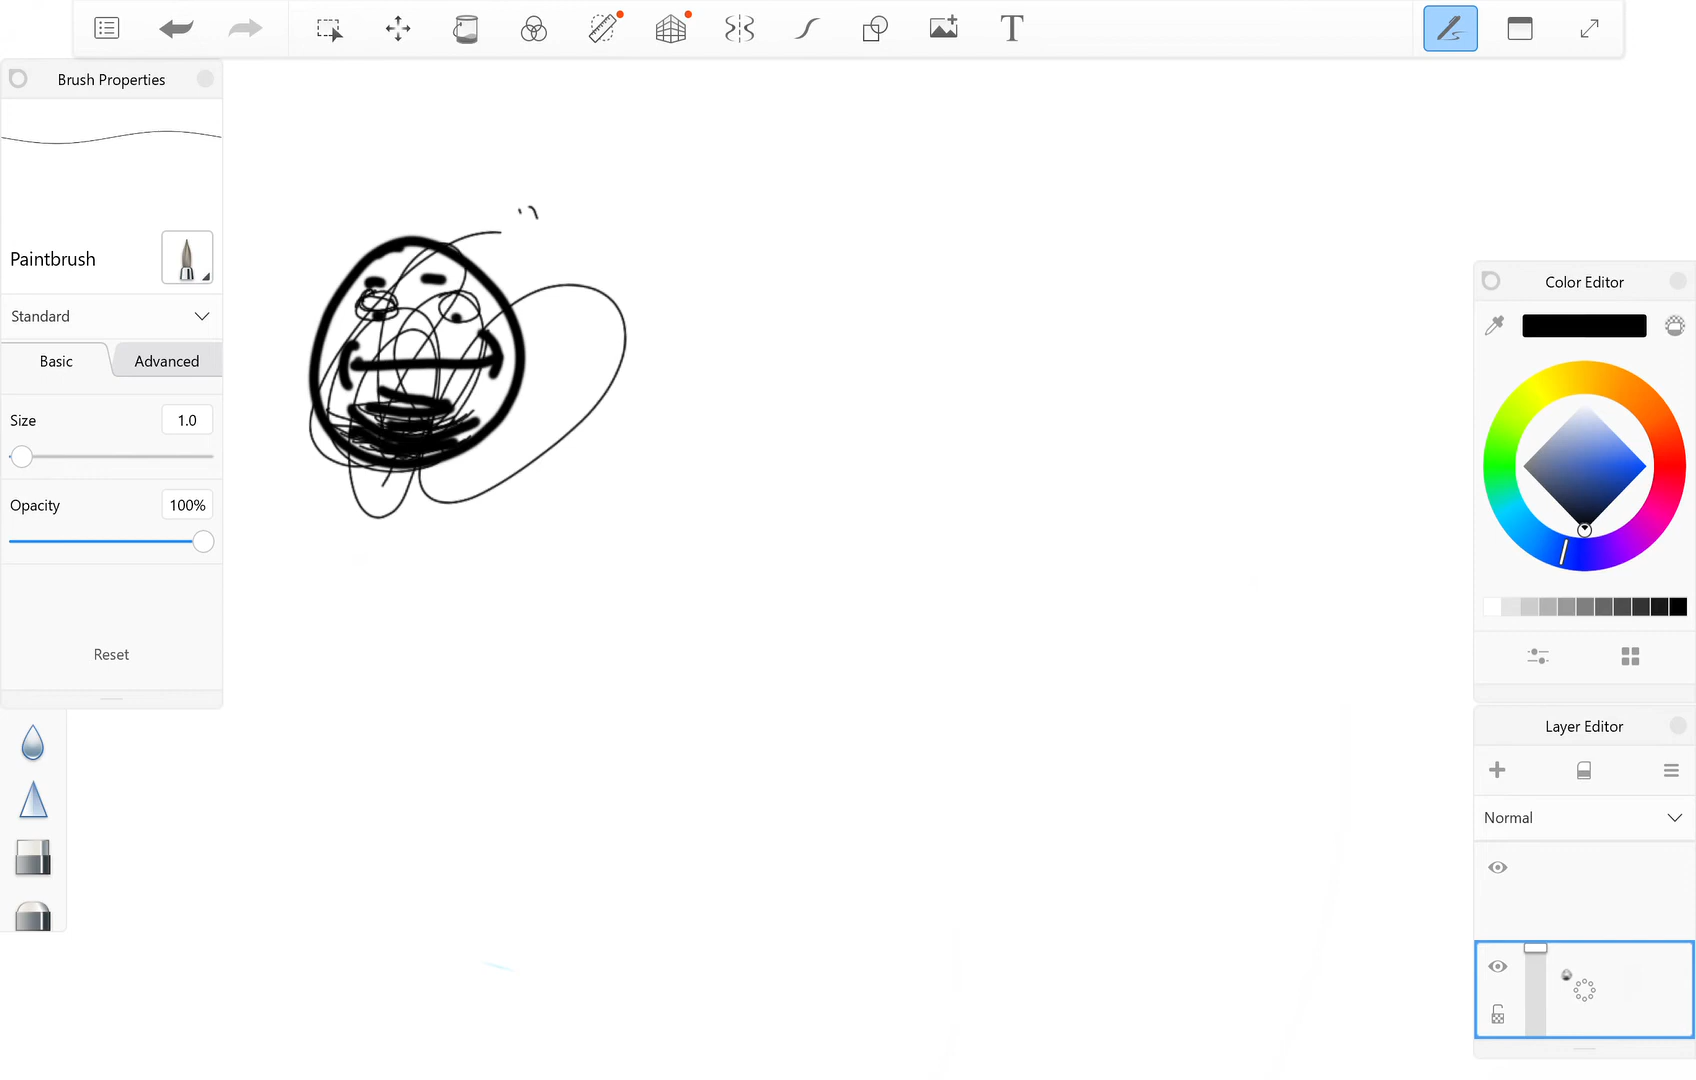 T
Brush Properties
Paintbrush
Standard
Basic Advanced
Size 1.0
Opacity 100%
Reset
Color Editor
Layer Editor
Normal